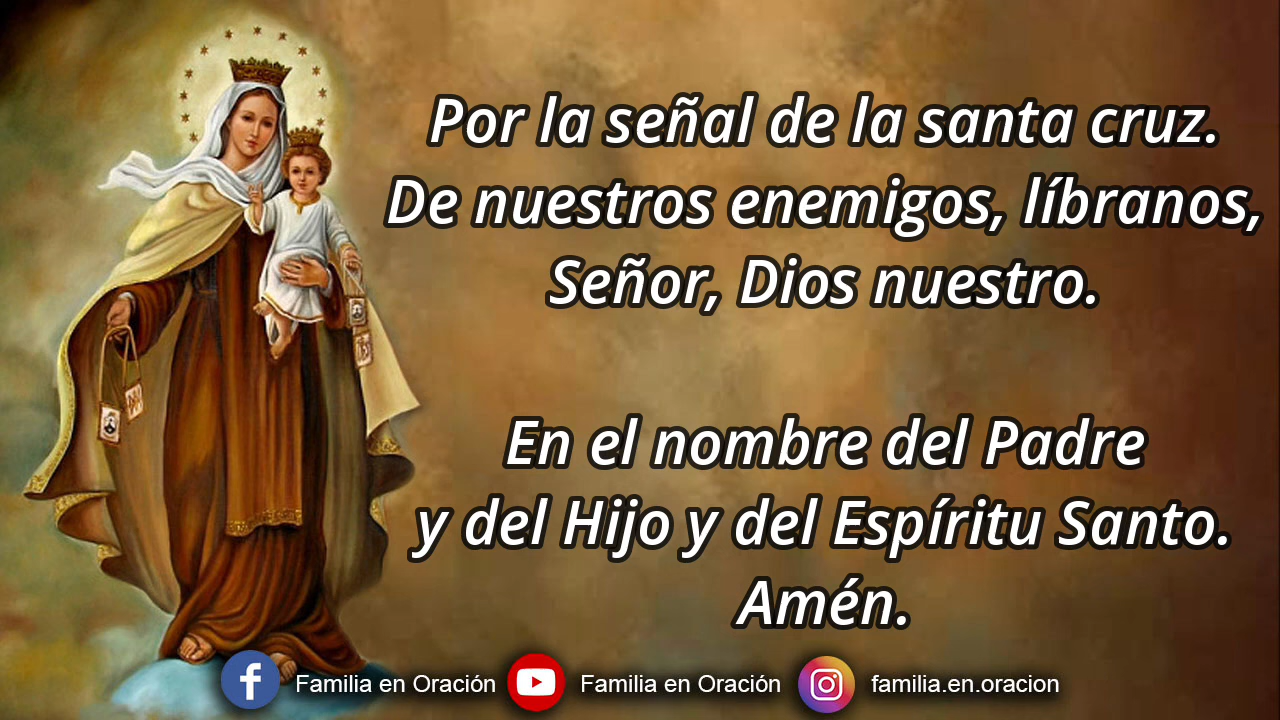 Por la señal de la santa cruz.
De nuestros enemigos, líbranos,
Señor, Dios nuestro.
En el nombre del Padre
y del Hijo y del Espíritu Santo.
Amén.
Familia en Oración
Familia en Oración
familia.en.oracion